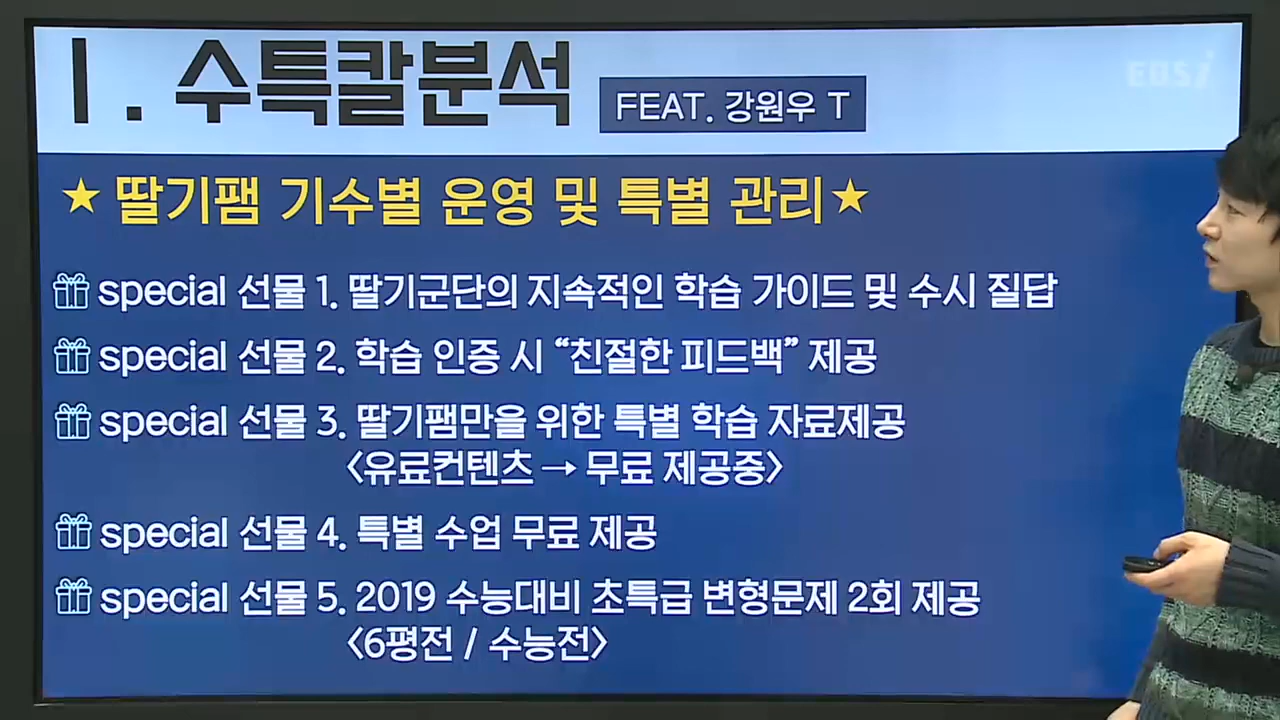 Ⅰ. 수특칼분석
FEAT. 강원우 T
EBSi
★ 딸기팸 기수별 운영 및 특별 관리★
special 선물 1. 딸기군단의 지속적인 학습 가이드 및 수시 질답
special 선물 2. 학습 인증 시 “친절한 피드백” 제공
special 선물 3. 딸기팸만을 위한 특별 학습 자료제공
<유료컨텐츠 → 무료 제공중>
special 선물 4. 특별 수업 무료 제공
special 선물 5. 2019 수능대비 초특급 변형문제 2회 제공
<6평전 / 수능전>